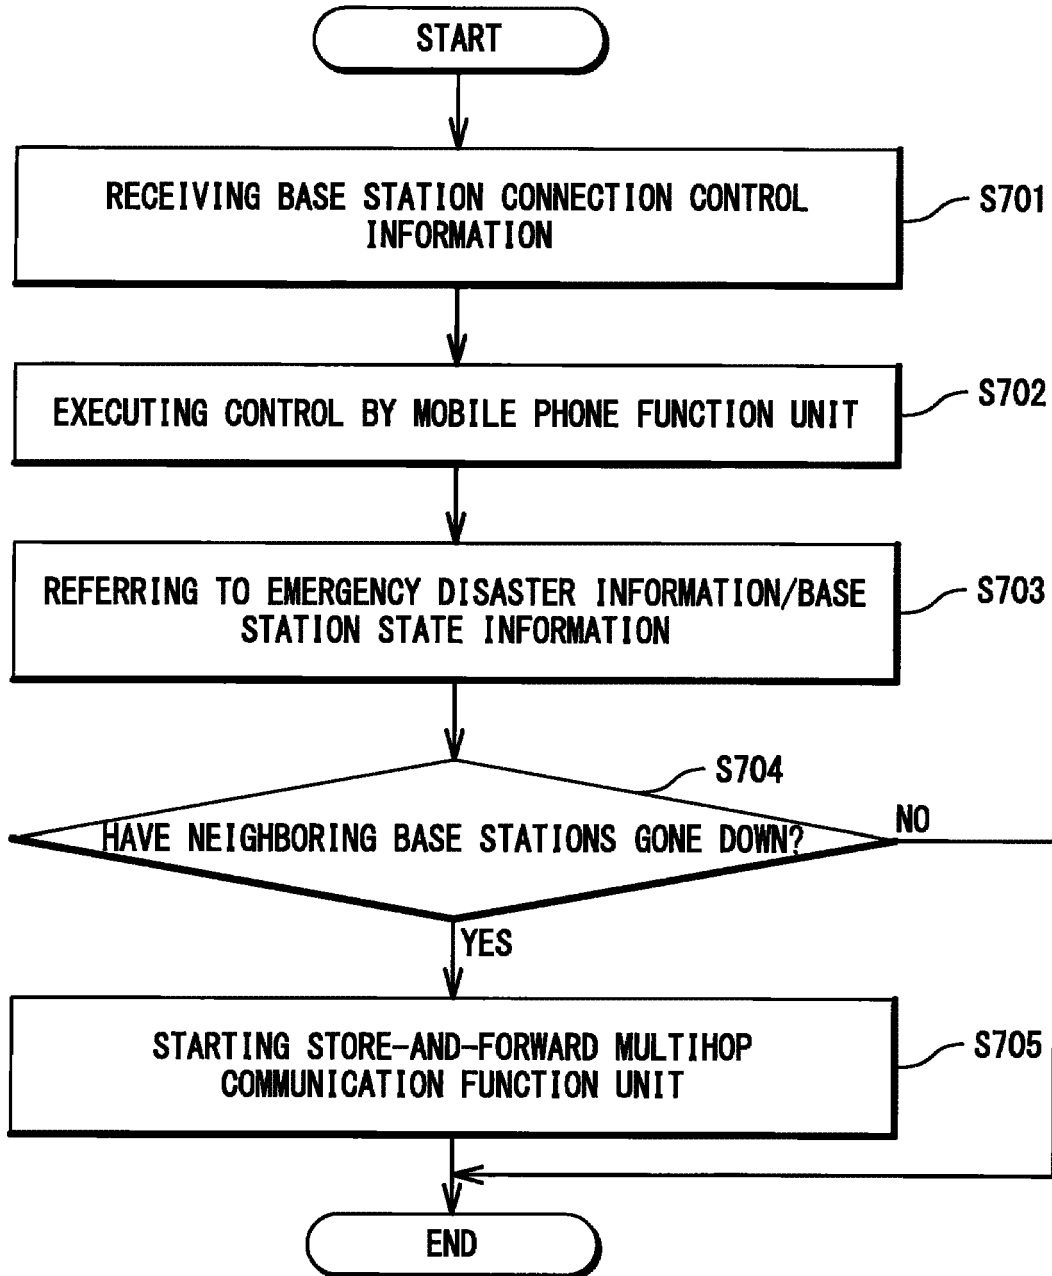 START
RECEIVING BASE STATION CONNECTION CONTROL
INFORMATION
S701
EXECUTING CONTROL BY MOBILE PHONE FUNCTION UNIT
S702
REFERRING TO EMERGENCY DISASTER INFORMATION/BASE
STATION STATE INFORMATION
S703
S704
HAVE NEIGHBORING BASE STATIONS GONE DOWN?
NO
YES
STARTING STORE-AND-FORWARD MULTIHOP
COMMUNICATION FUNCTION UNIT
S705
END